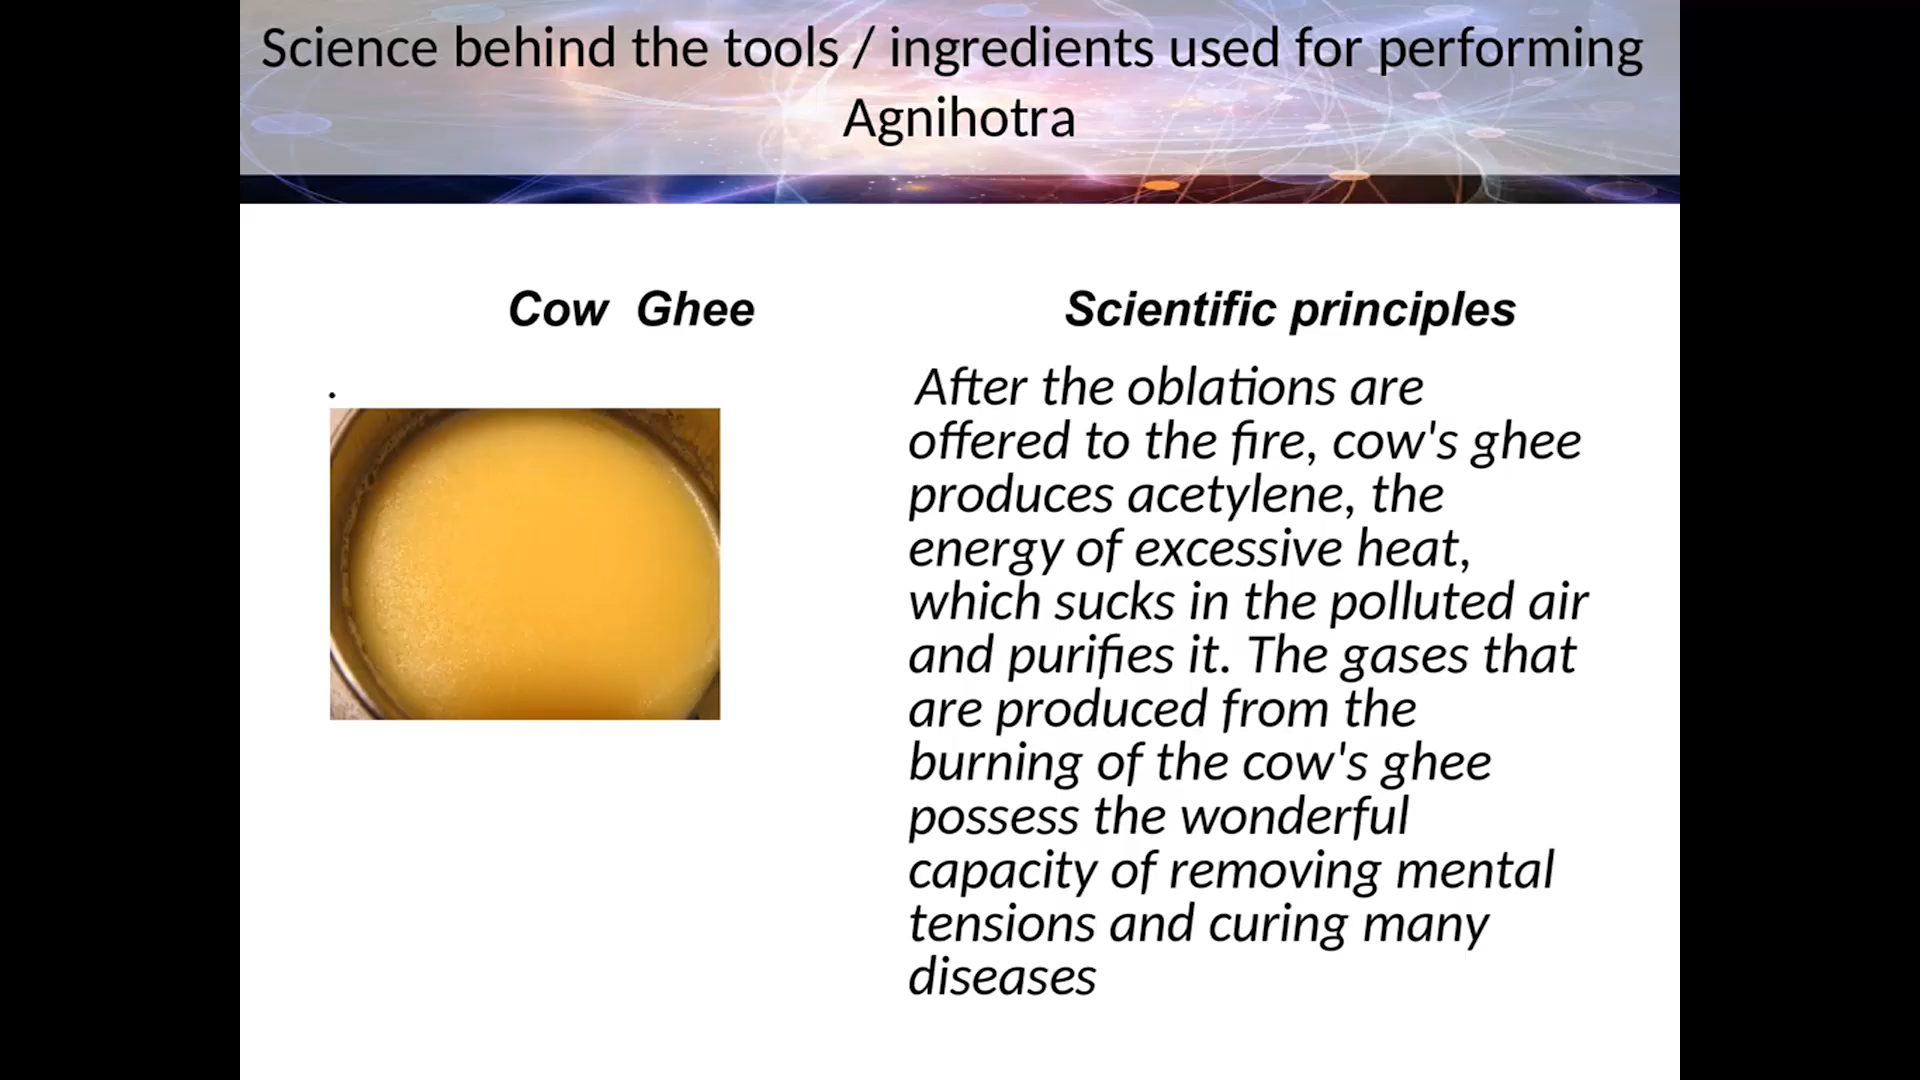 Science behind the tools / ingredients used for performing
Agnihotra
Cow Ghee
.
Scientific principles
After the oblations are
offered to the fire, cow's ghee
produces acetylene, the
energy of excessive heat,
which sucks in the polluted air
and purifies it. The gases that
are produced from the
burning of the cow's ghee
possess the wonderful
capacity of removing mental
tensions and curing many
diseases